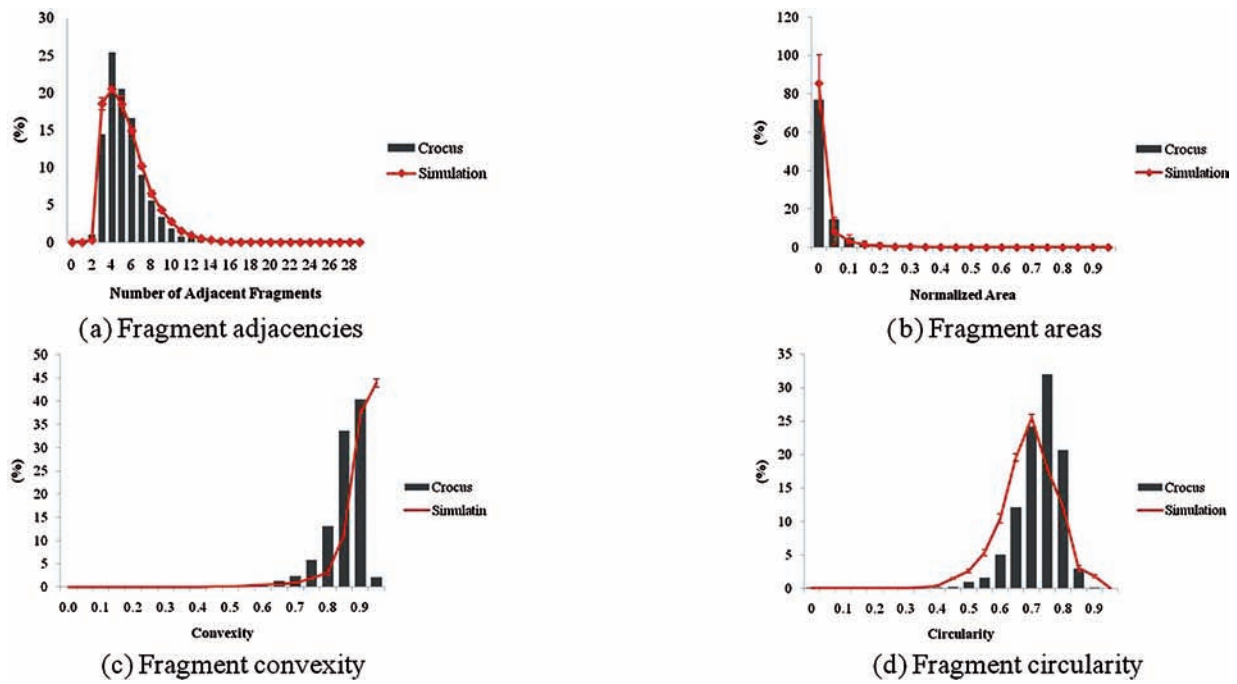 30
25
20
15
10
5
0
(%)
0 2 4 6 8 10 12 14 16 18 20 22 24 26 28
Number of Adjacent Fragments
Crocus
Simulation
(a) Fragment adjacencies
120
100
80
60
40
20
0
(%)
0 0.1 0.2 0.3 0.4 0.5 0.6 0.7 0.8 0.9
Normalized Area
Crocus
Simulation
(b) Fragment areas
50
45
40
35
30
25
20
15
10
5
0
(%)
0.0 0.1 0.2 0.3 0.4 0.5 0.6 0.7 0.8 0.9
Convexity
Crocus
Simulatin
(c) Fragment convexity
35
30
25
20
15
10
5
0
(%)
0 0.1 0.2 0.3 0.4 0.5 0.6 0.7 0.8 0.9
Circularity
Crocus
Simulation
(d) Fragment circularity